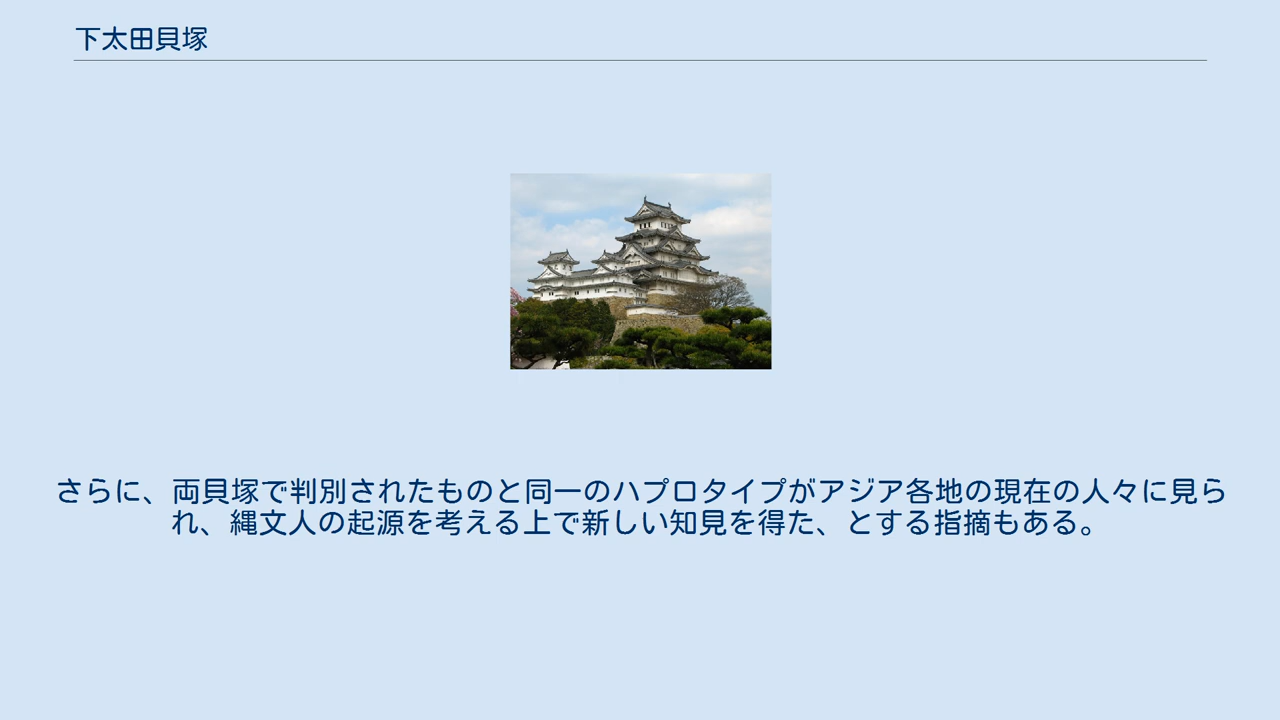 下太田貝塚
さらに、両貝塚で判別されたものと同一のハプロタイプがアジア各地の現在の人々に見ら
れ、縄文人の起源を考える上で新しい知見を得た、とする指摘もある。